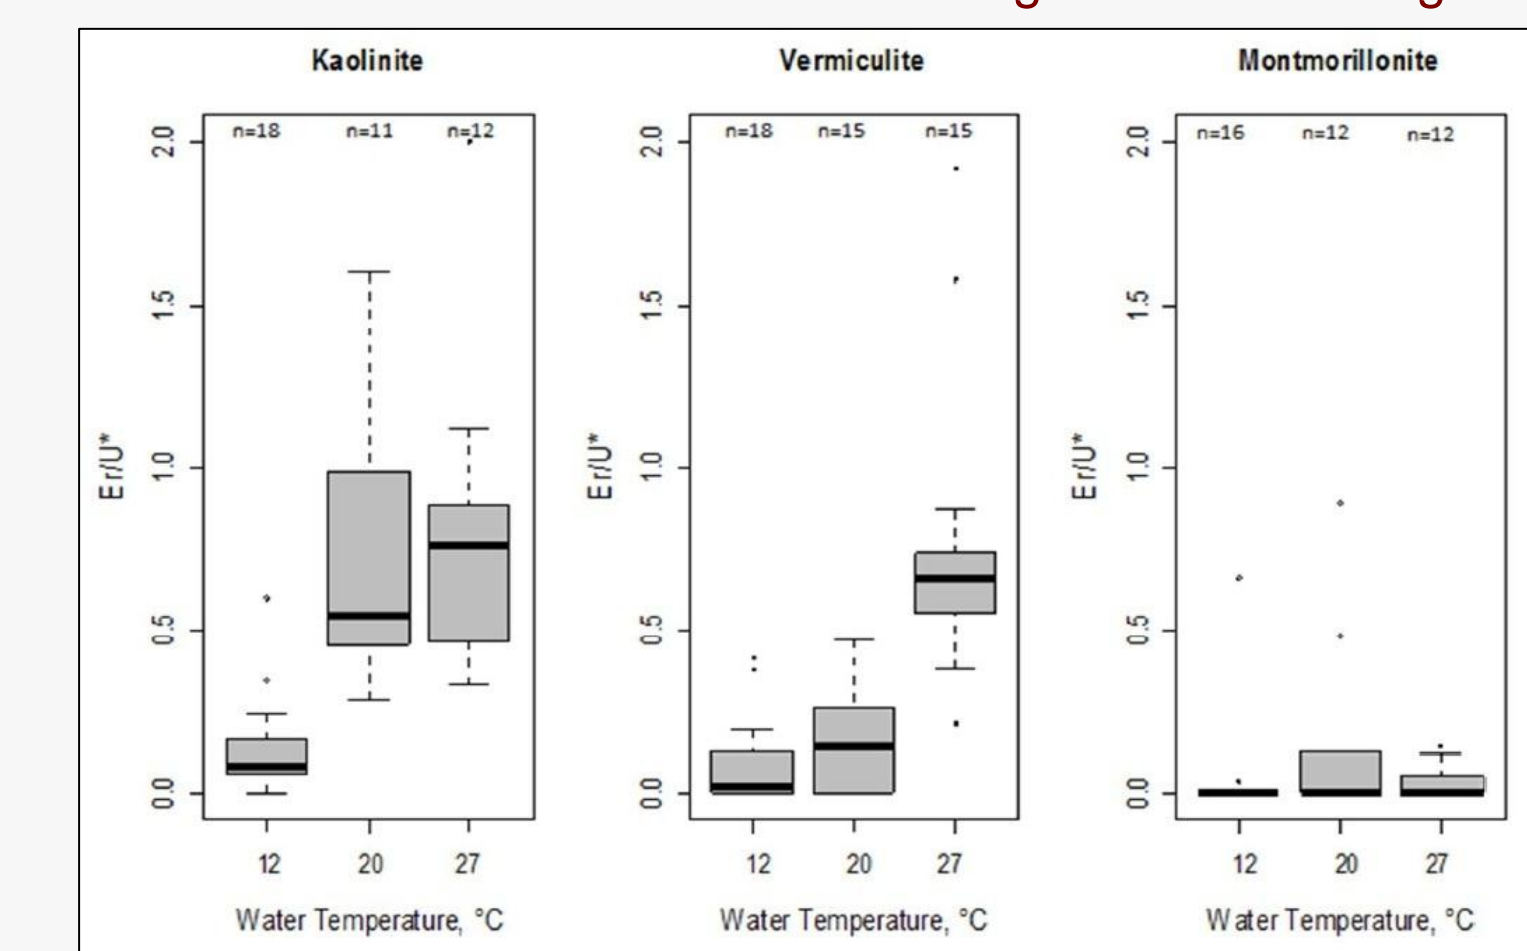 Kaolinite
n=18 n=11 n=12
2.0
1.5
1.0
0.5
0.0
Er/U*
12 20 27
Water Temperature, °C
Vermiculite
n=18 n=15 n=15
2.0
1.5
1.0
0.5
0.0
Er/U*
12 20 27
Water Temperature, °C
Montmorillonite
n=16 n=12 n=12
2.0
1.5
1.0
0.5
0.0
Er/U*
12 20 27
Water Temperature, °C